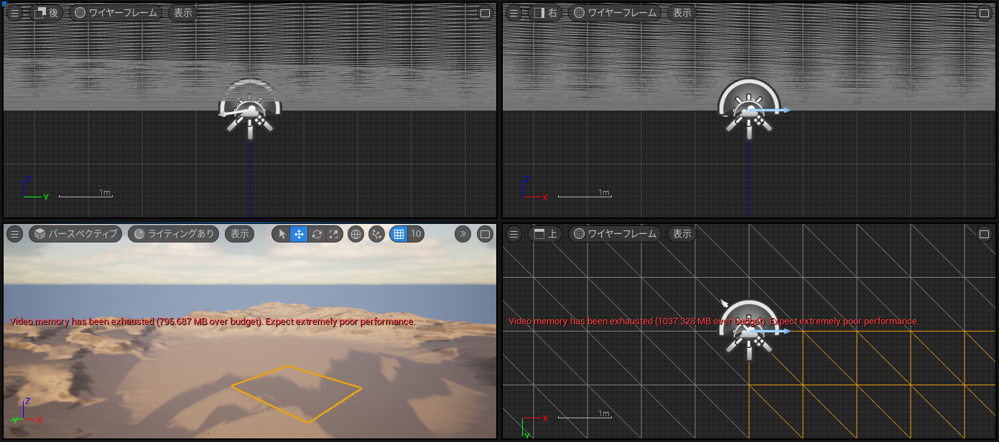 後 ワイヤーフレーム 表示
Z
Y
1m
右 ワイヤーフレーム 表示
Z
X
1m
パースペクティブ ライティングあり 表示 10
Video memory has been exhausted (795.687 MB over budget). Expect extremely poor performance.
Z
Y
X
上 ワイヤーフレーム 表示
Video memory has been exhausted (1037.328 MB over budget). Expect extremely poor performance.
X
1m
Y